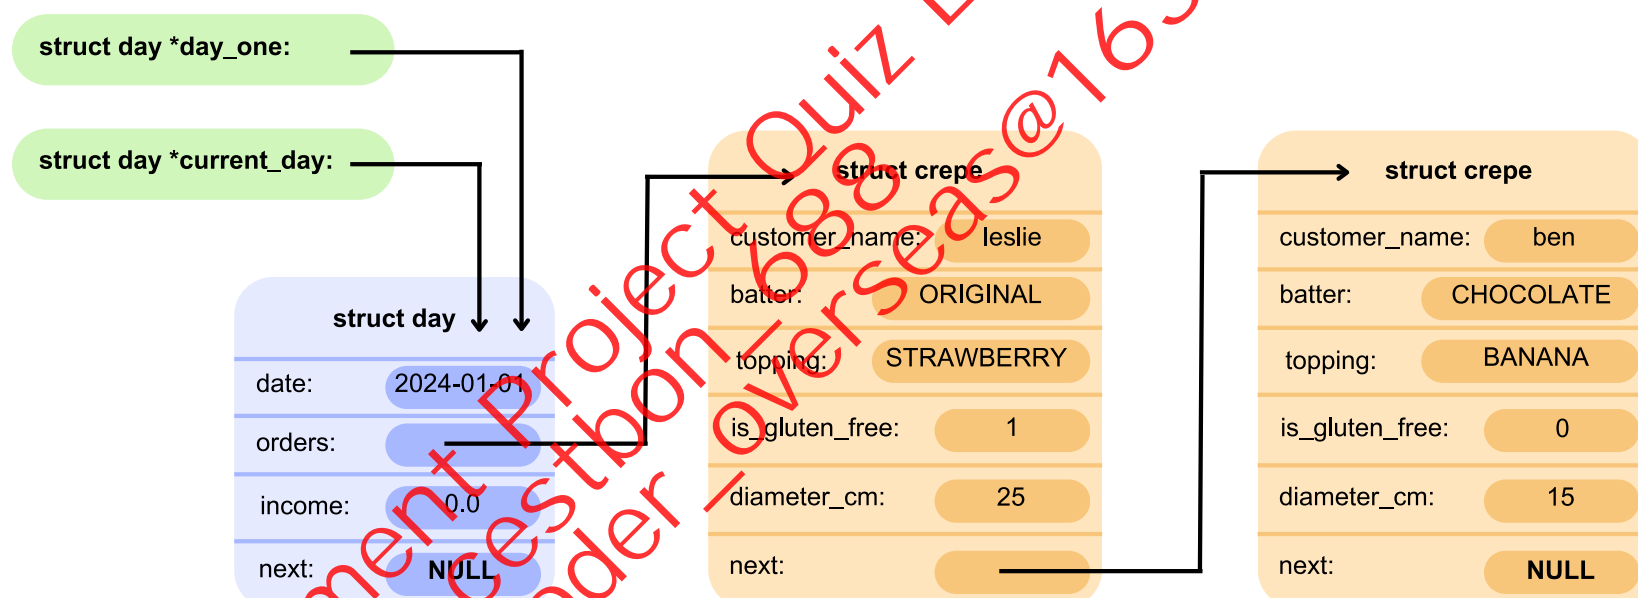 struct day *day_one:
struct day *current_day:
struct day
date: 2024-01-01
orders:
income: 0.0
next: NULL
struct crepe
customer_name: leslie
batter: ORIGINAL
topping: STRAWBERRY
is_gluten_free: 1
diameter_cm: 25
next:
struct crepe
customer_name: ben
batter: CHOCOLATE
topping: BANANA
is_gluten_free: 0
diameter_cm: 15
next: NULL
Project Quiz